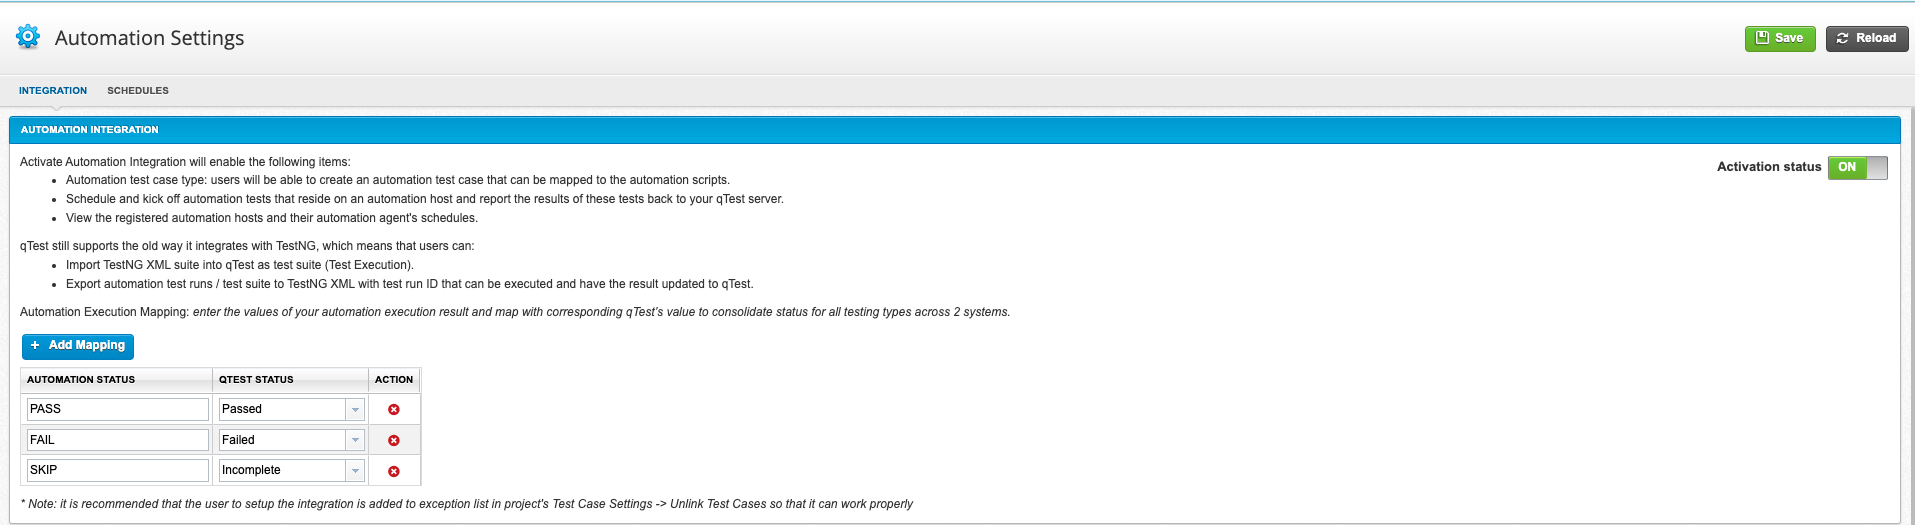 Automation Settings
Save
Reload
INTEGRATION
SCHEDULES
AUTOMATION INTEGRATION
Activate Automation Integration will enable the following items:
Activation status
ON
• Automation test case type: users will be able to create an automation test case that can be mapped to the automation scripts.
• Schedule and kick off automation tests that reside on an automation host and report the results of these tests back to your qTest server.
• View the registered automation hosts and their automation agent's schedules.
qTest still supports the old way it integrates with TestNG, which means that users can:
• Import TestNG XML suite into qTest as test suite (Test Execution).
• Export automation test runs / test suite to TestNG XML with test run ID that can be executed and have the result updated to qTest.
Automation Execution Mapping: enter the values of your automation execution result and map with corresponding qTest's value to consolidate status for all testing types across 2 systems.
+ Add Mapping
AUTOMATION STATUS QTEST STATUS ACTION
PASS Passed
FAIL Failed
SKIP Incomplete
* Note: it is recommended that the user to setup the integration is added to exception list in project's Test Case Settings -> Unlink Test Cases so that it can work properly